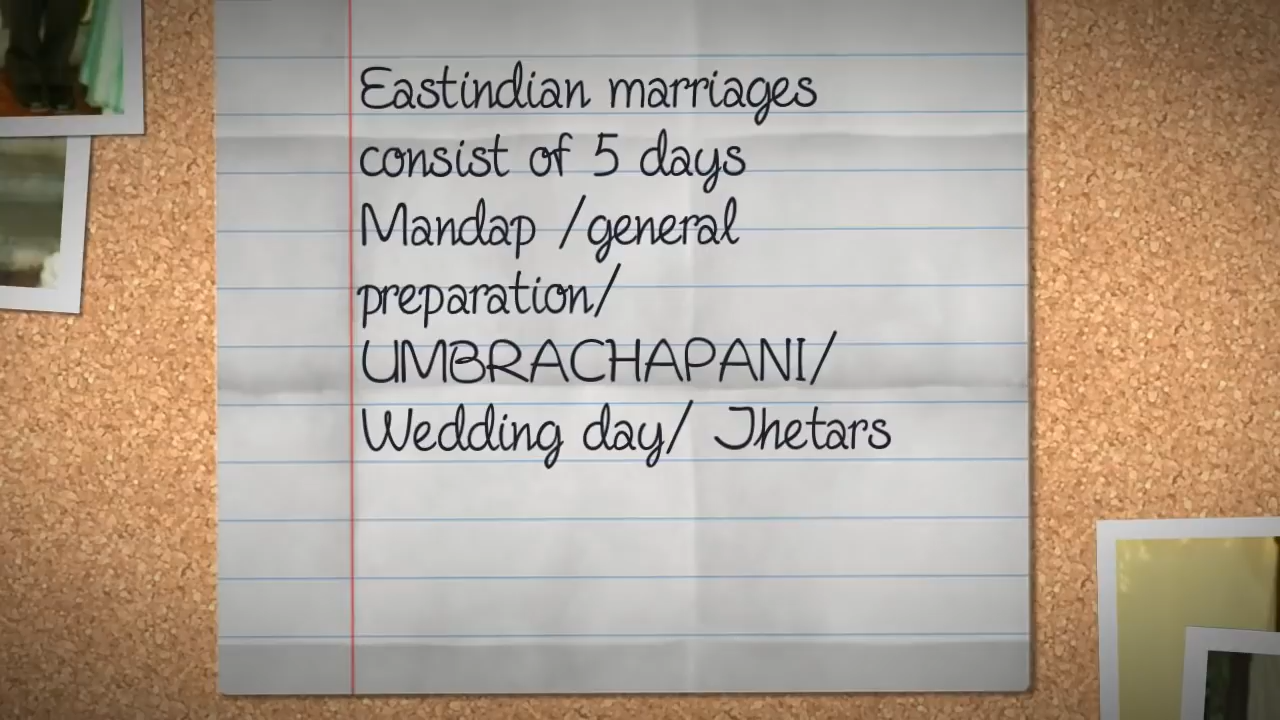 Eastindian marriages
consist of 5 days
Mandap /general
preparation/
UMBRACHAPANI/
Wedding day/ Jhetars